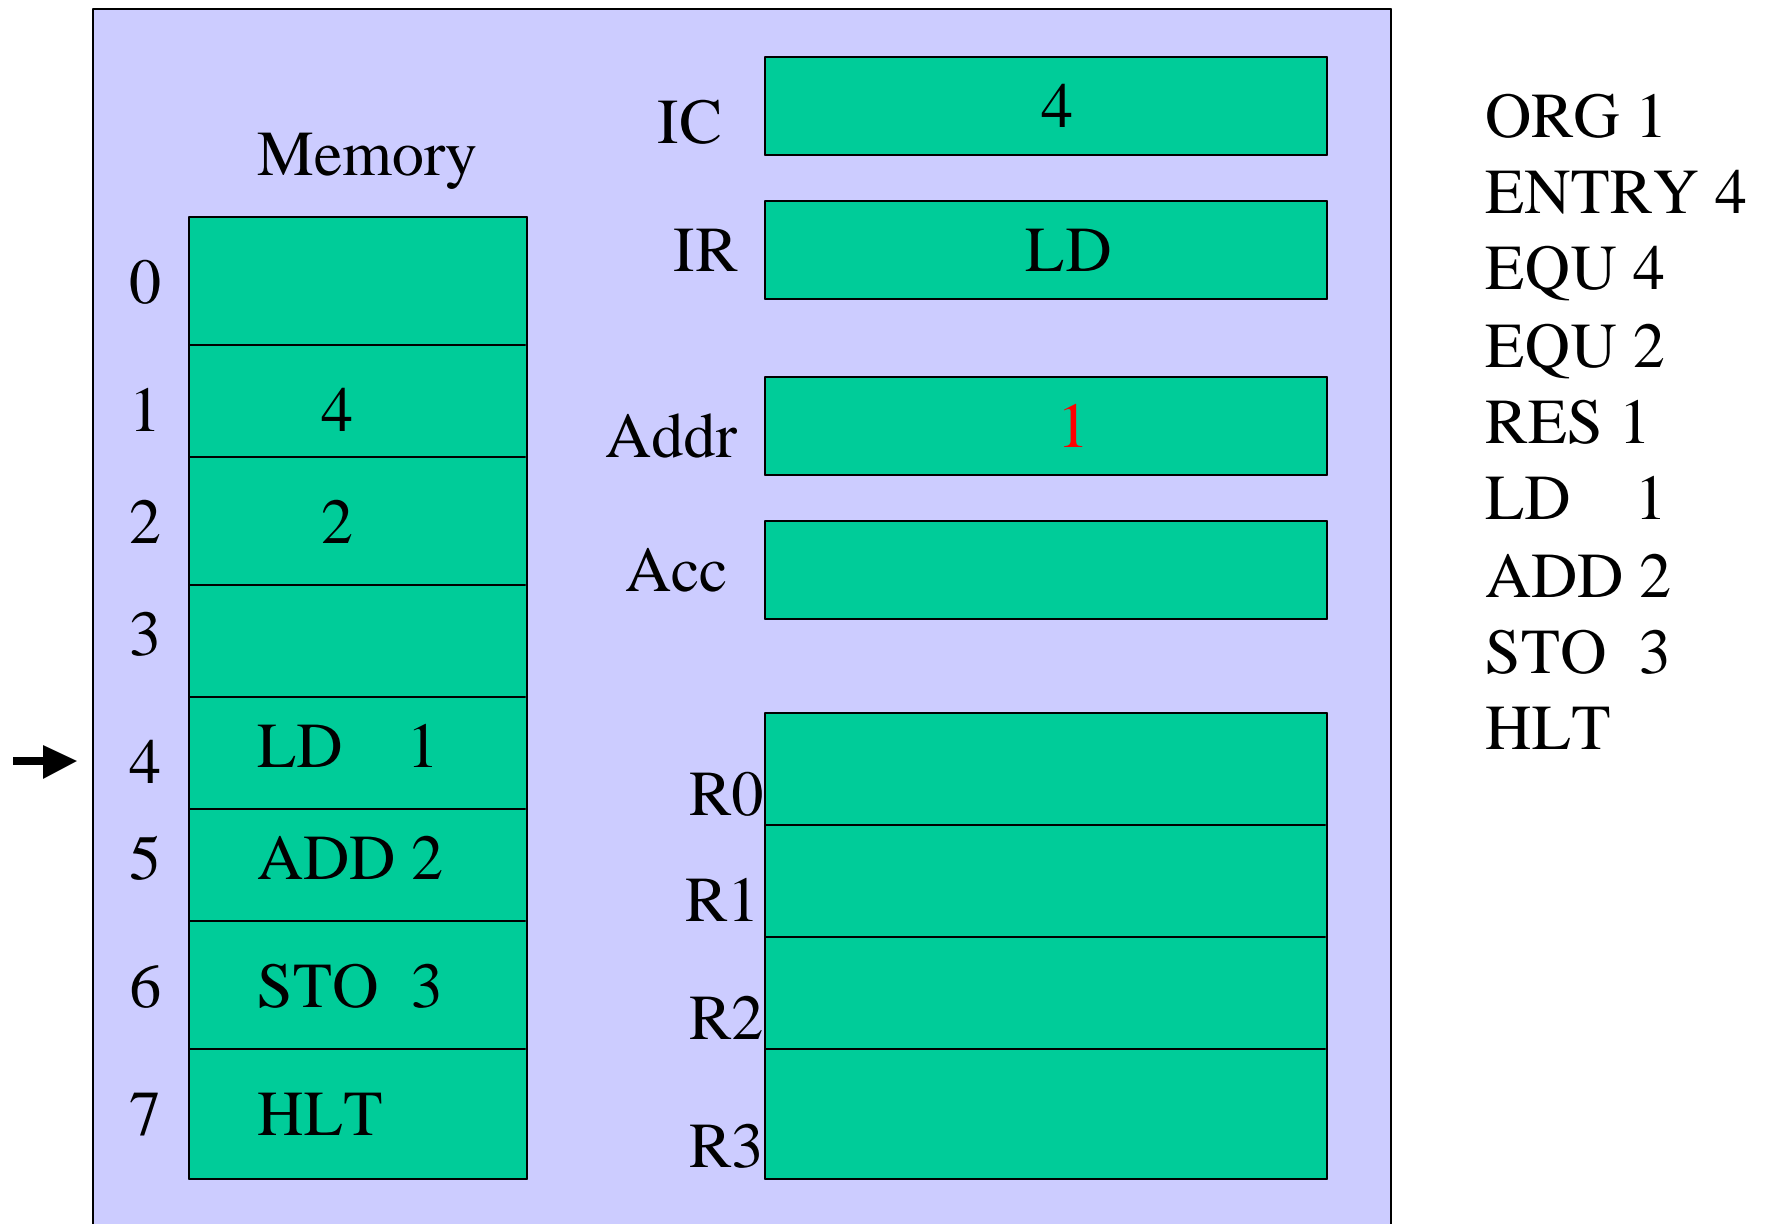 Memory
0
1 4
2 2
3
4 LD 1
5 ADD 2
6 STO 3
7 HLT
IC 4
IR LD
Addr 1
Acc
R0
R1
R2
R3
ORG 1
ENTRY 4
EQU 4
EQU 2
RES 1
LD 1
ADD 2
STO 3
HLT